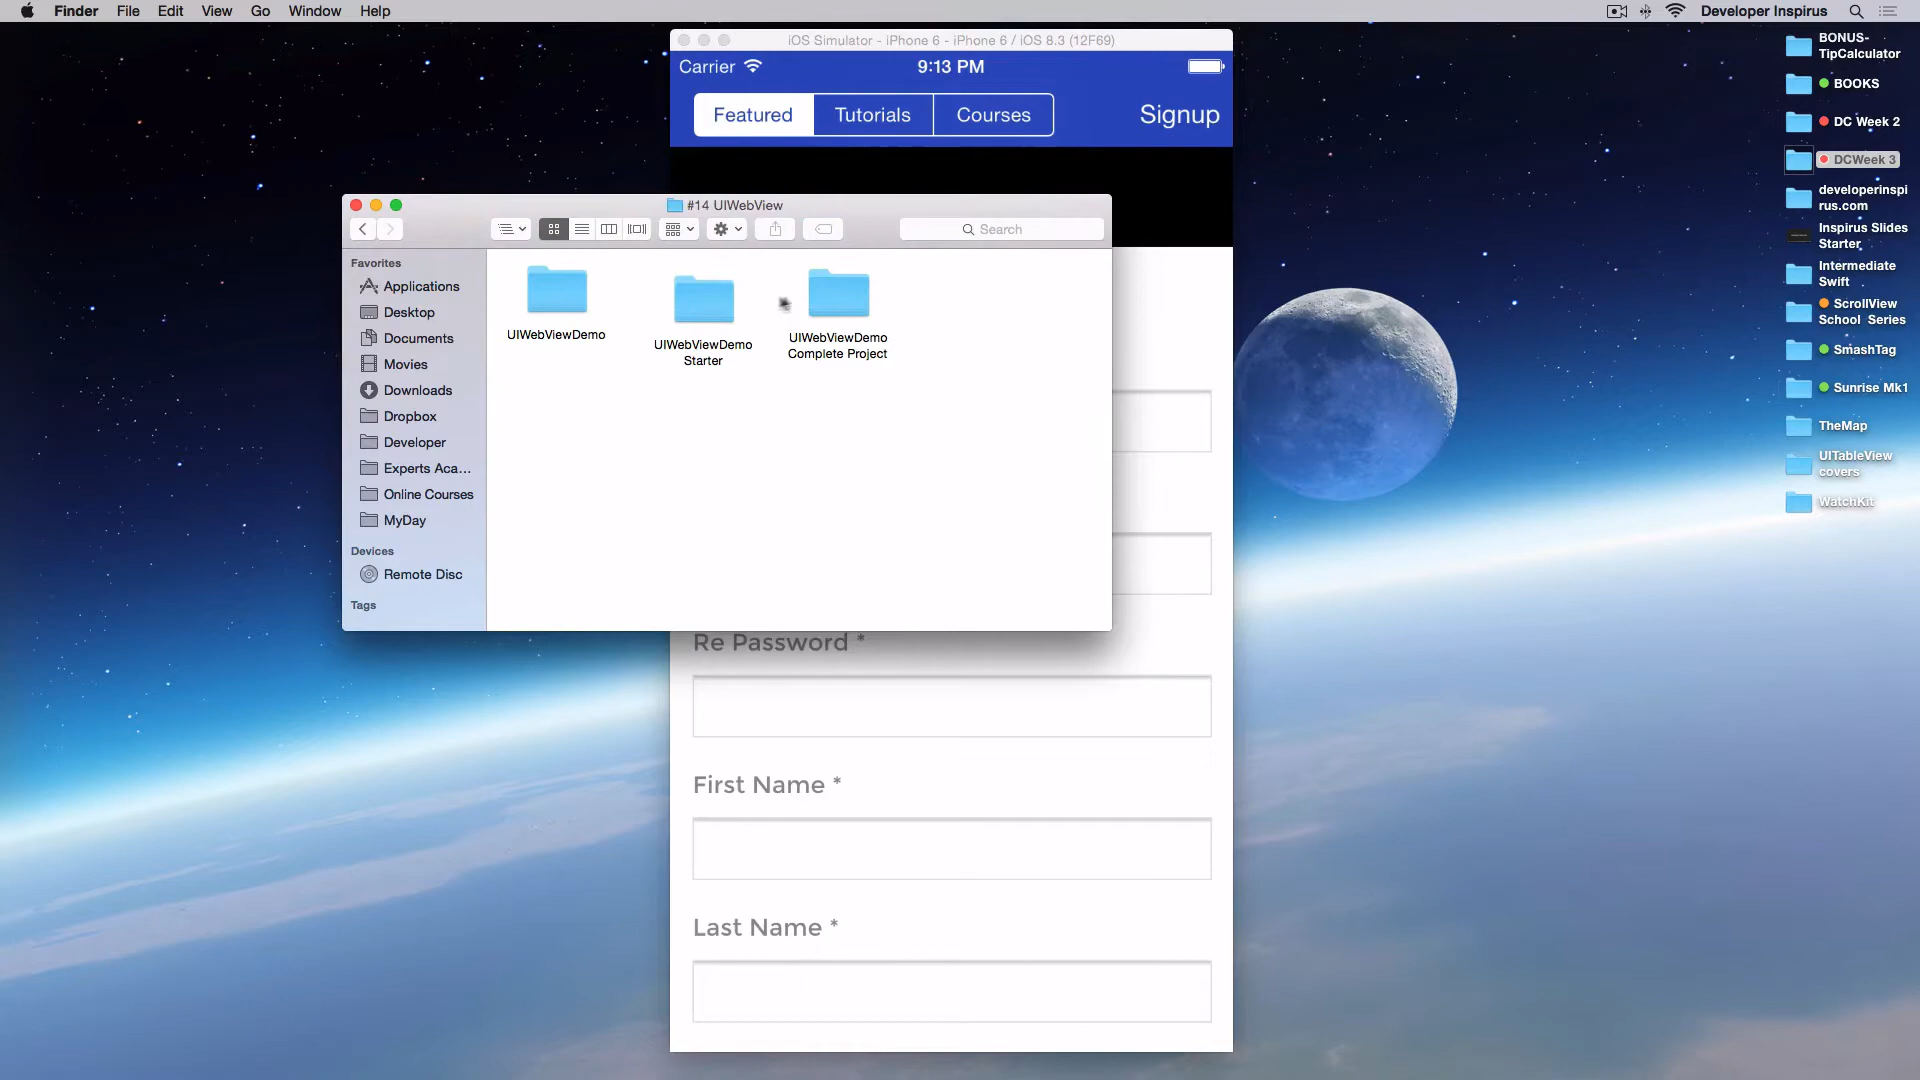 Finder File Edit View Go Window Help
Developer Inspirus
iOS Simulator - iPhone 6 - iPhone 6 / iOS 8.3 (12F69)
Carrier 9:13 PM
Featured Tutorials Courses Signup
#14 UIWebView
Search
Favorites
Applications
Desktop
Documents
Movies
Downloads
Dropbox
Developer
Experts Aca...
Online Courses
MyDay
Devices
Remote Disc
Tags
UIWebViewDemo
UIWebViewDemo
Starter
UIWebViewDemo
Complete Project
Re Password *
First Name *
Last Name *
BONUS-
TipCalculator
BOOKS
DC Week 2
DCWeek 3
developerinspi
rus.com
Inspirus Slides
Starter
Intermediate
Swift
ScrollView
School Series
SmashTag
Sunrise Mk1
TheMap
UITableView
covers
WatchKit